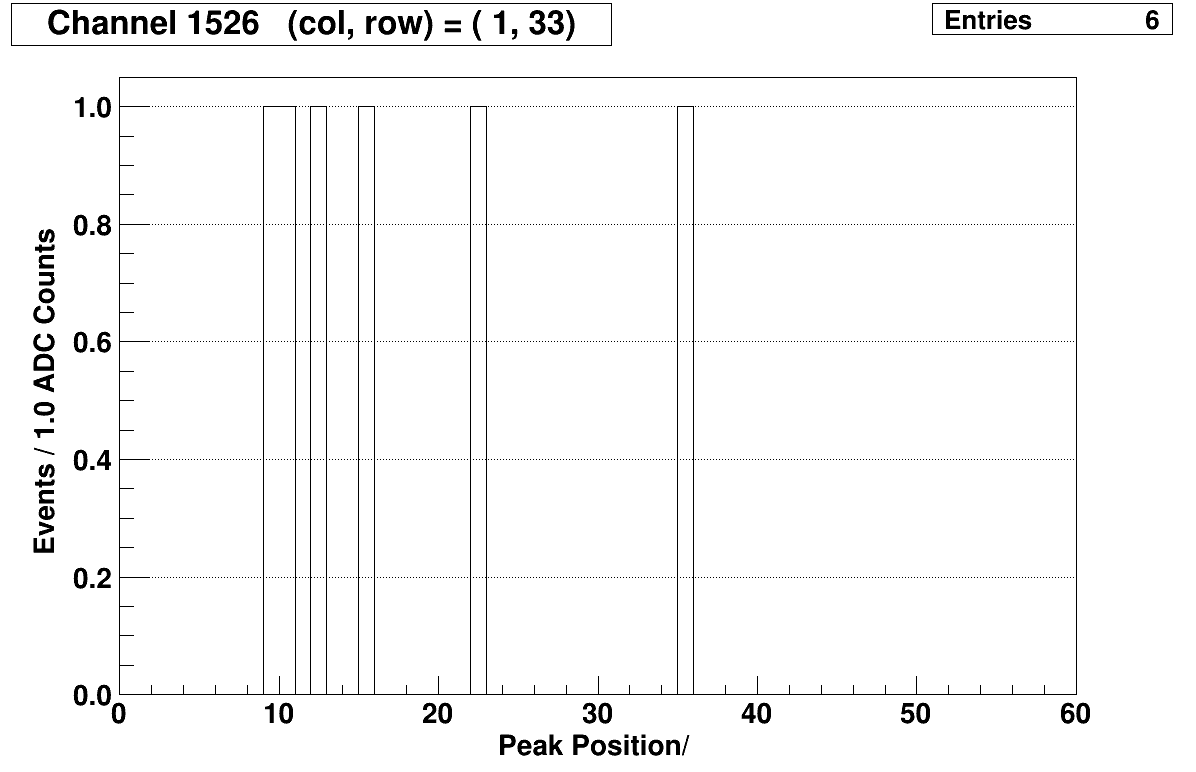 Channel 1526 (col, row) = ( 1, 33)
Entries 6
1.0
0.8
0.6
0.4
0.2
0.0
Events / 1.0 ADC Counts
0 10 20 30 40 50 60
Peak Position/